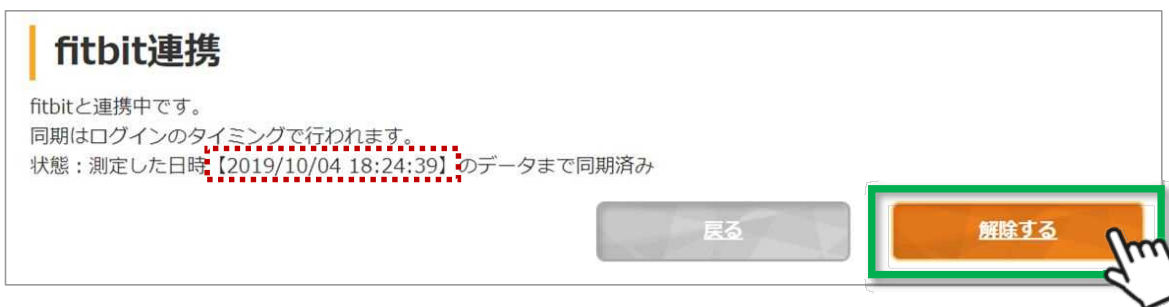 fitbit連携
fitbitと連携中です。
同期はログインのタイミングで行われます。
状態：測定した日時【2019/10/04 18:24:39】のデータまで同期済み
戻る
解除する